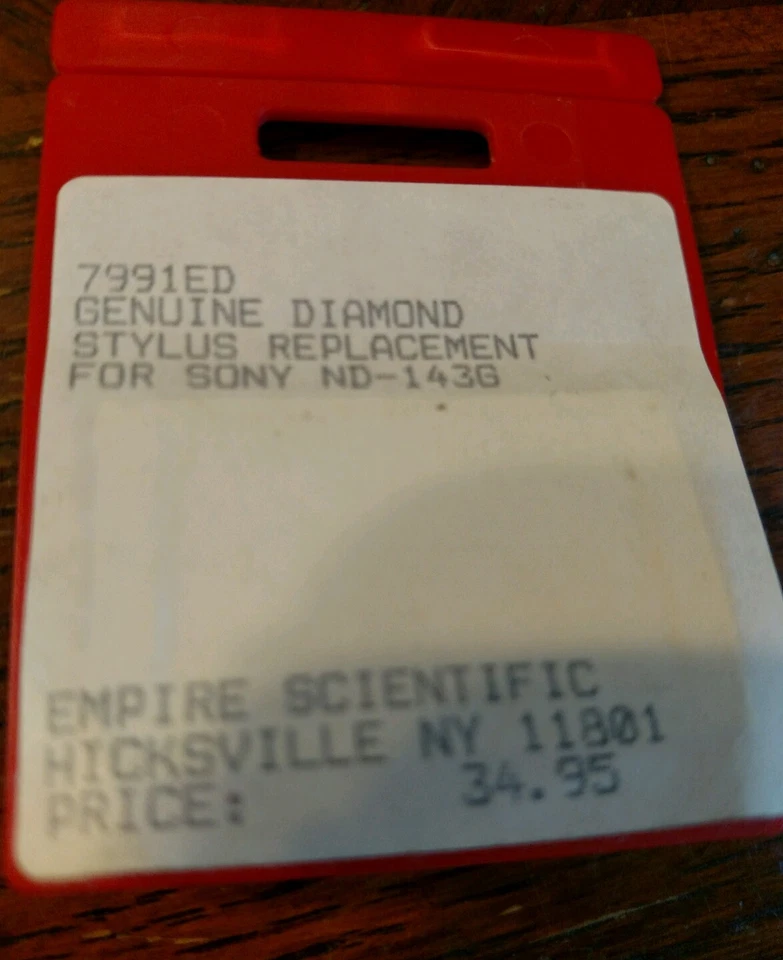 7991ED
GENUINE DIAMOND
STYLUS REPLACEMENT
FOR SONY ND-143G
EMPIRE SCIENTIFIC
HICKSVILLE NY 11801
PRICE: 34.95